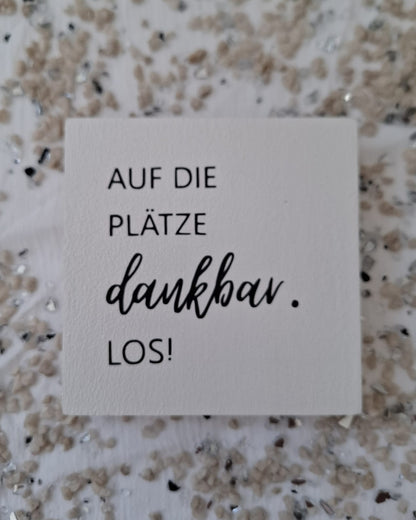 AUF DIE
PLÄTZE
dankbar.
LOS!